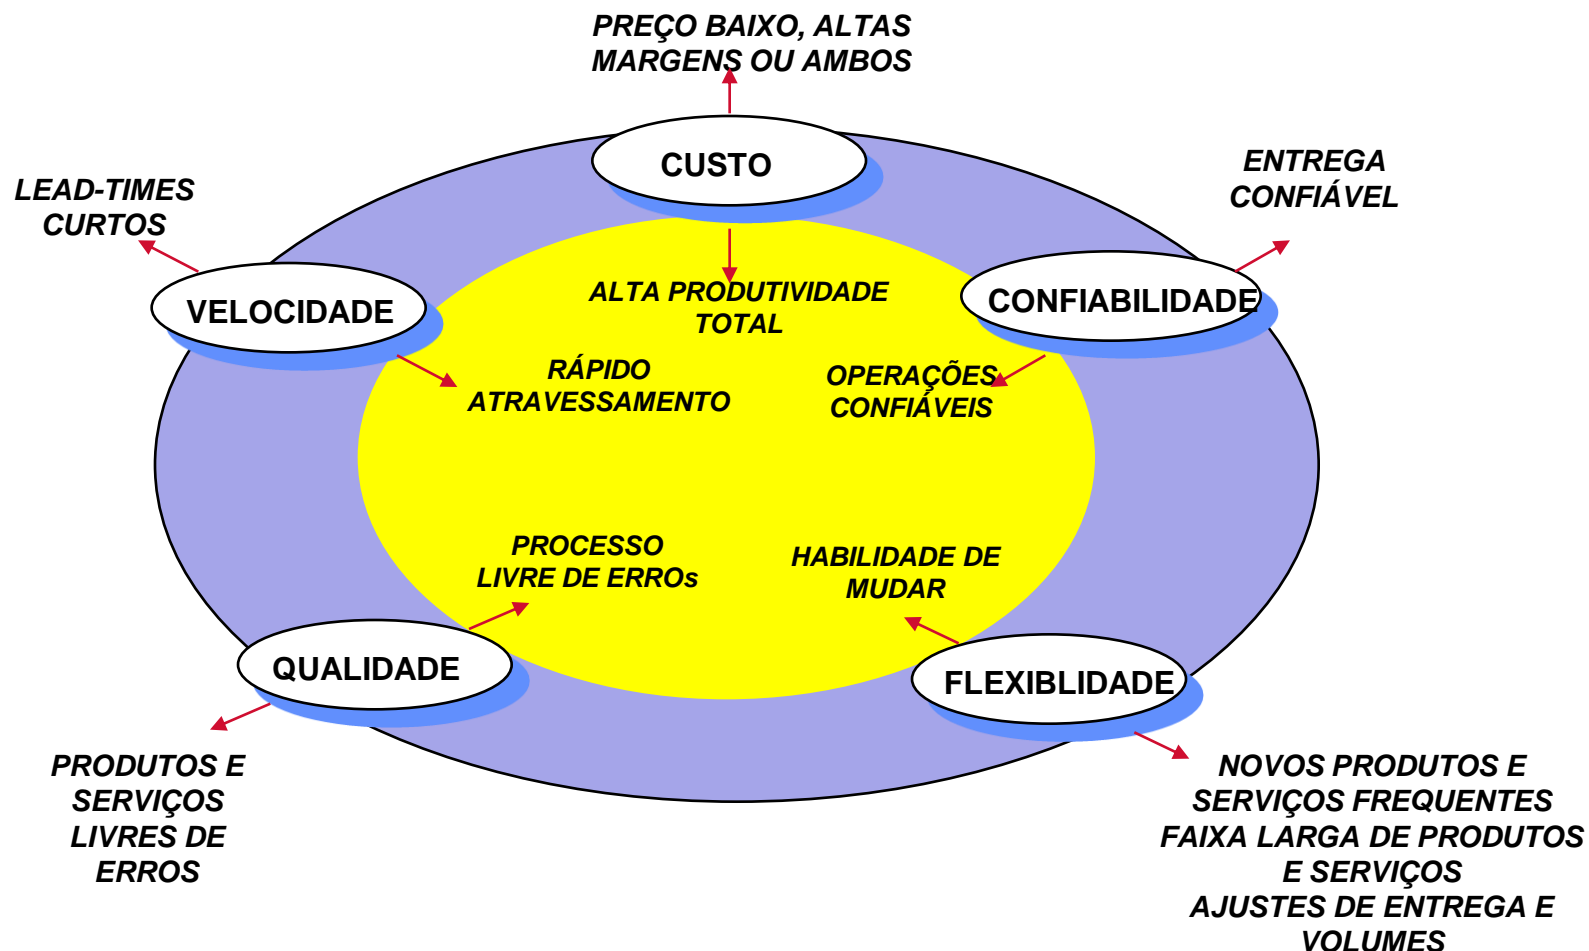 PREÇO BAIXO, ALTAS
MARGENS OU AMBOS
CUSTO
ENTREGA
CONFIÁVEL
LEAD-TIMES
CURTOS
VELOCIDADE
CONFIABILIDADE
ALTA PRODUTIVIDADE
TOTAL
RÁPIDO
ATRAVESSAMENTO
OPERAÇÕES
CONFIÁVEIS
PROCESSO
LIVRE DE ERROs
HABILIDADE DE
MUDAR
QUALIDADE
FLEXIBLIDADE
PRODUTOS E
SERVIÇOS
LIVRES DE
ERROS
NOVOS PRODUTOS E
SERVIÇOS FREQUENTES
FAIXA LARGA DE PRODUTOS
E SERVIÇOS
AJUSTES DE ENTREGA E
VOLUMES